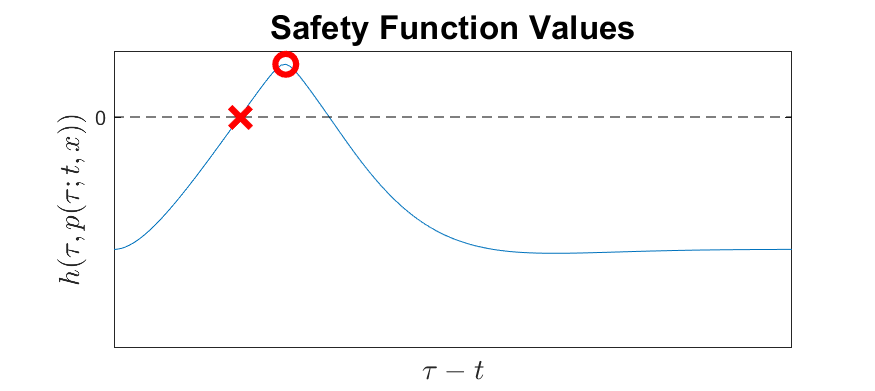 Safety Function Values
0
h(τ, p(τ; t, x))
τ − t